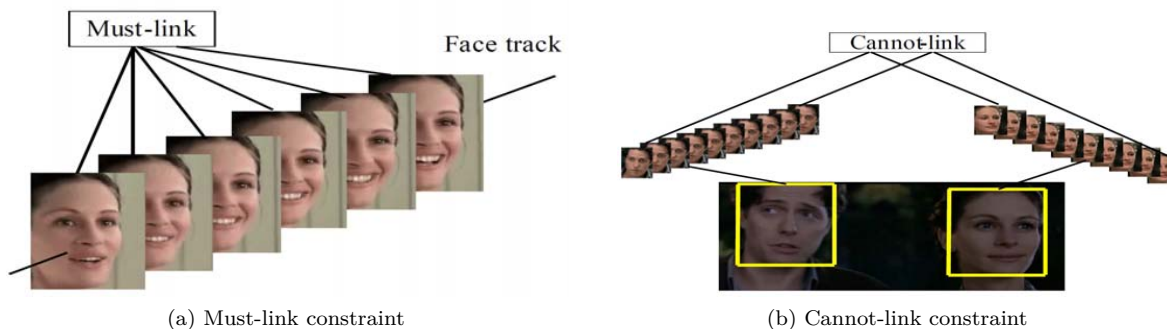 Must-link
Face track
Cannot-link
(a) Must-link constraint
(b) Cannot-link constraint